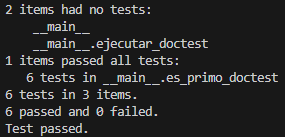 2 items had no tests:
    __main__
    __main__.ejecutar_doctest
1 items passed all tests:
   6 tests in __main__.es_primo_doctest
6 tests in 3 items.
6 passed and 0 failed.
Test passed.